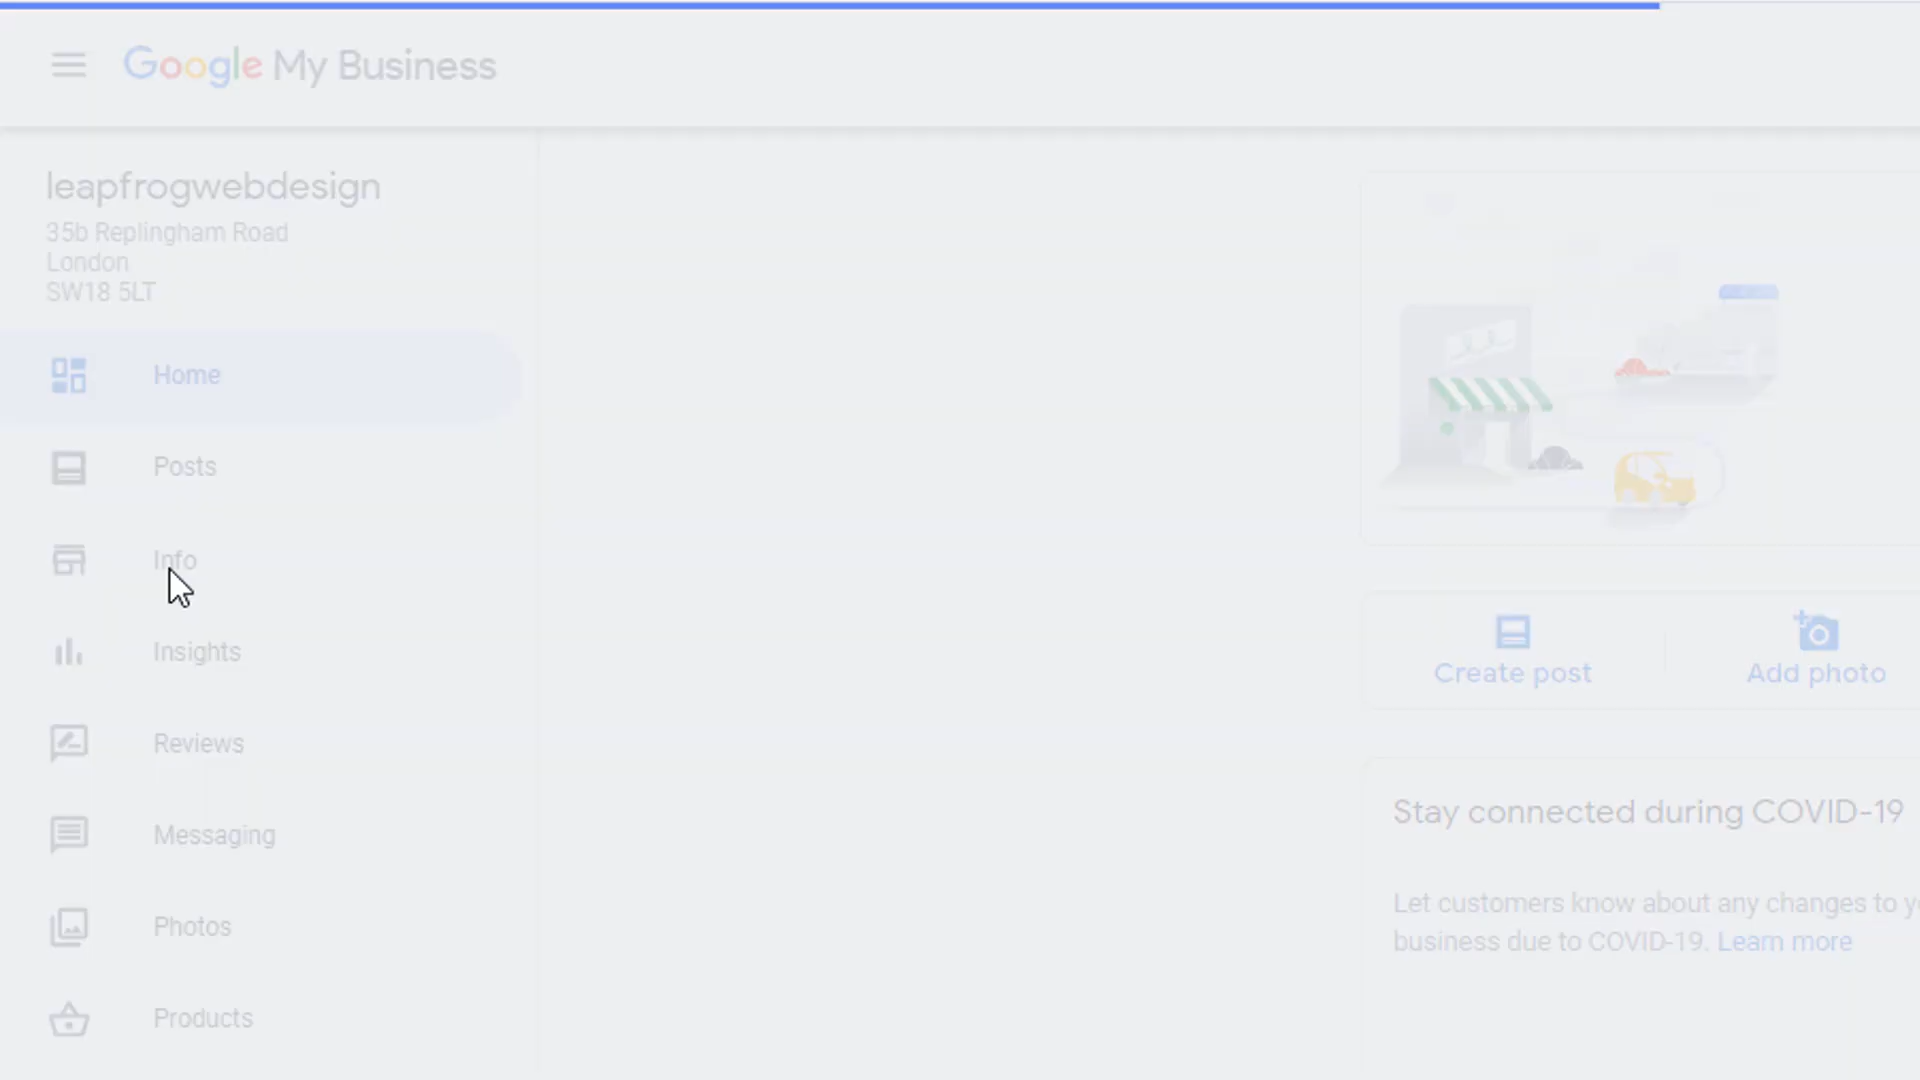 Google My Business
leapfrogwebdesign
35b Replingham Road
London
SW18 5LT
Home
Posts
Info
Insights
Reviews
Messaging
Photos
Products
Create post
Add photo
Stay connected during COVID-19
Let customers know about any changes to
business due to COVID-19. Learn more